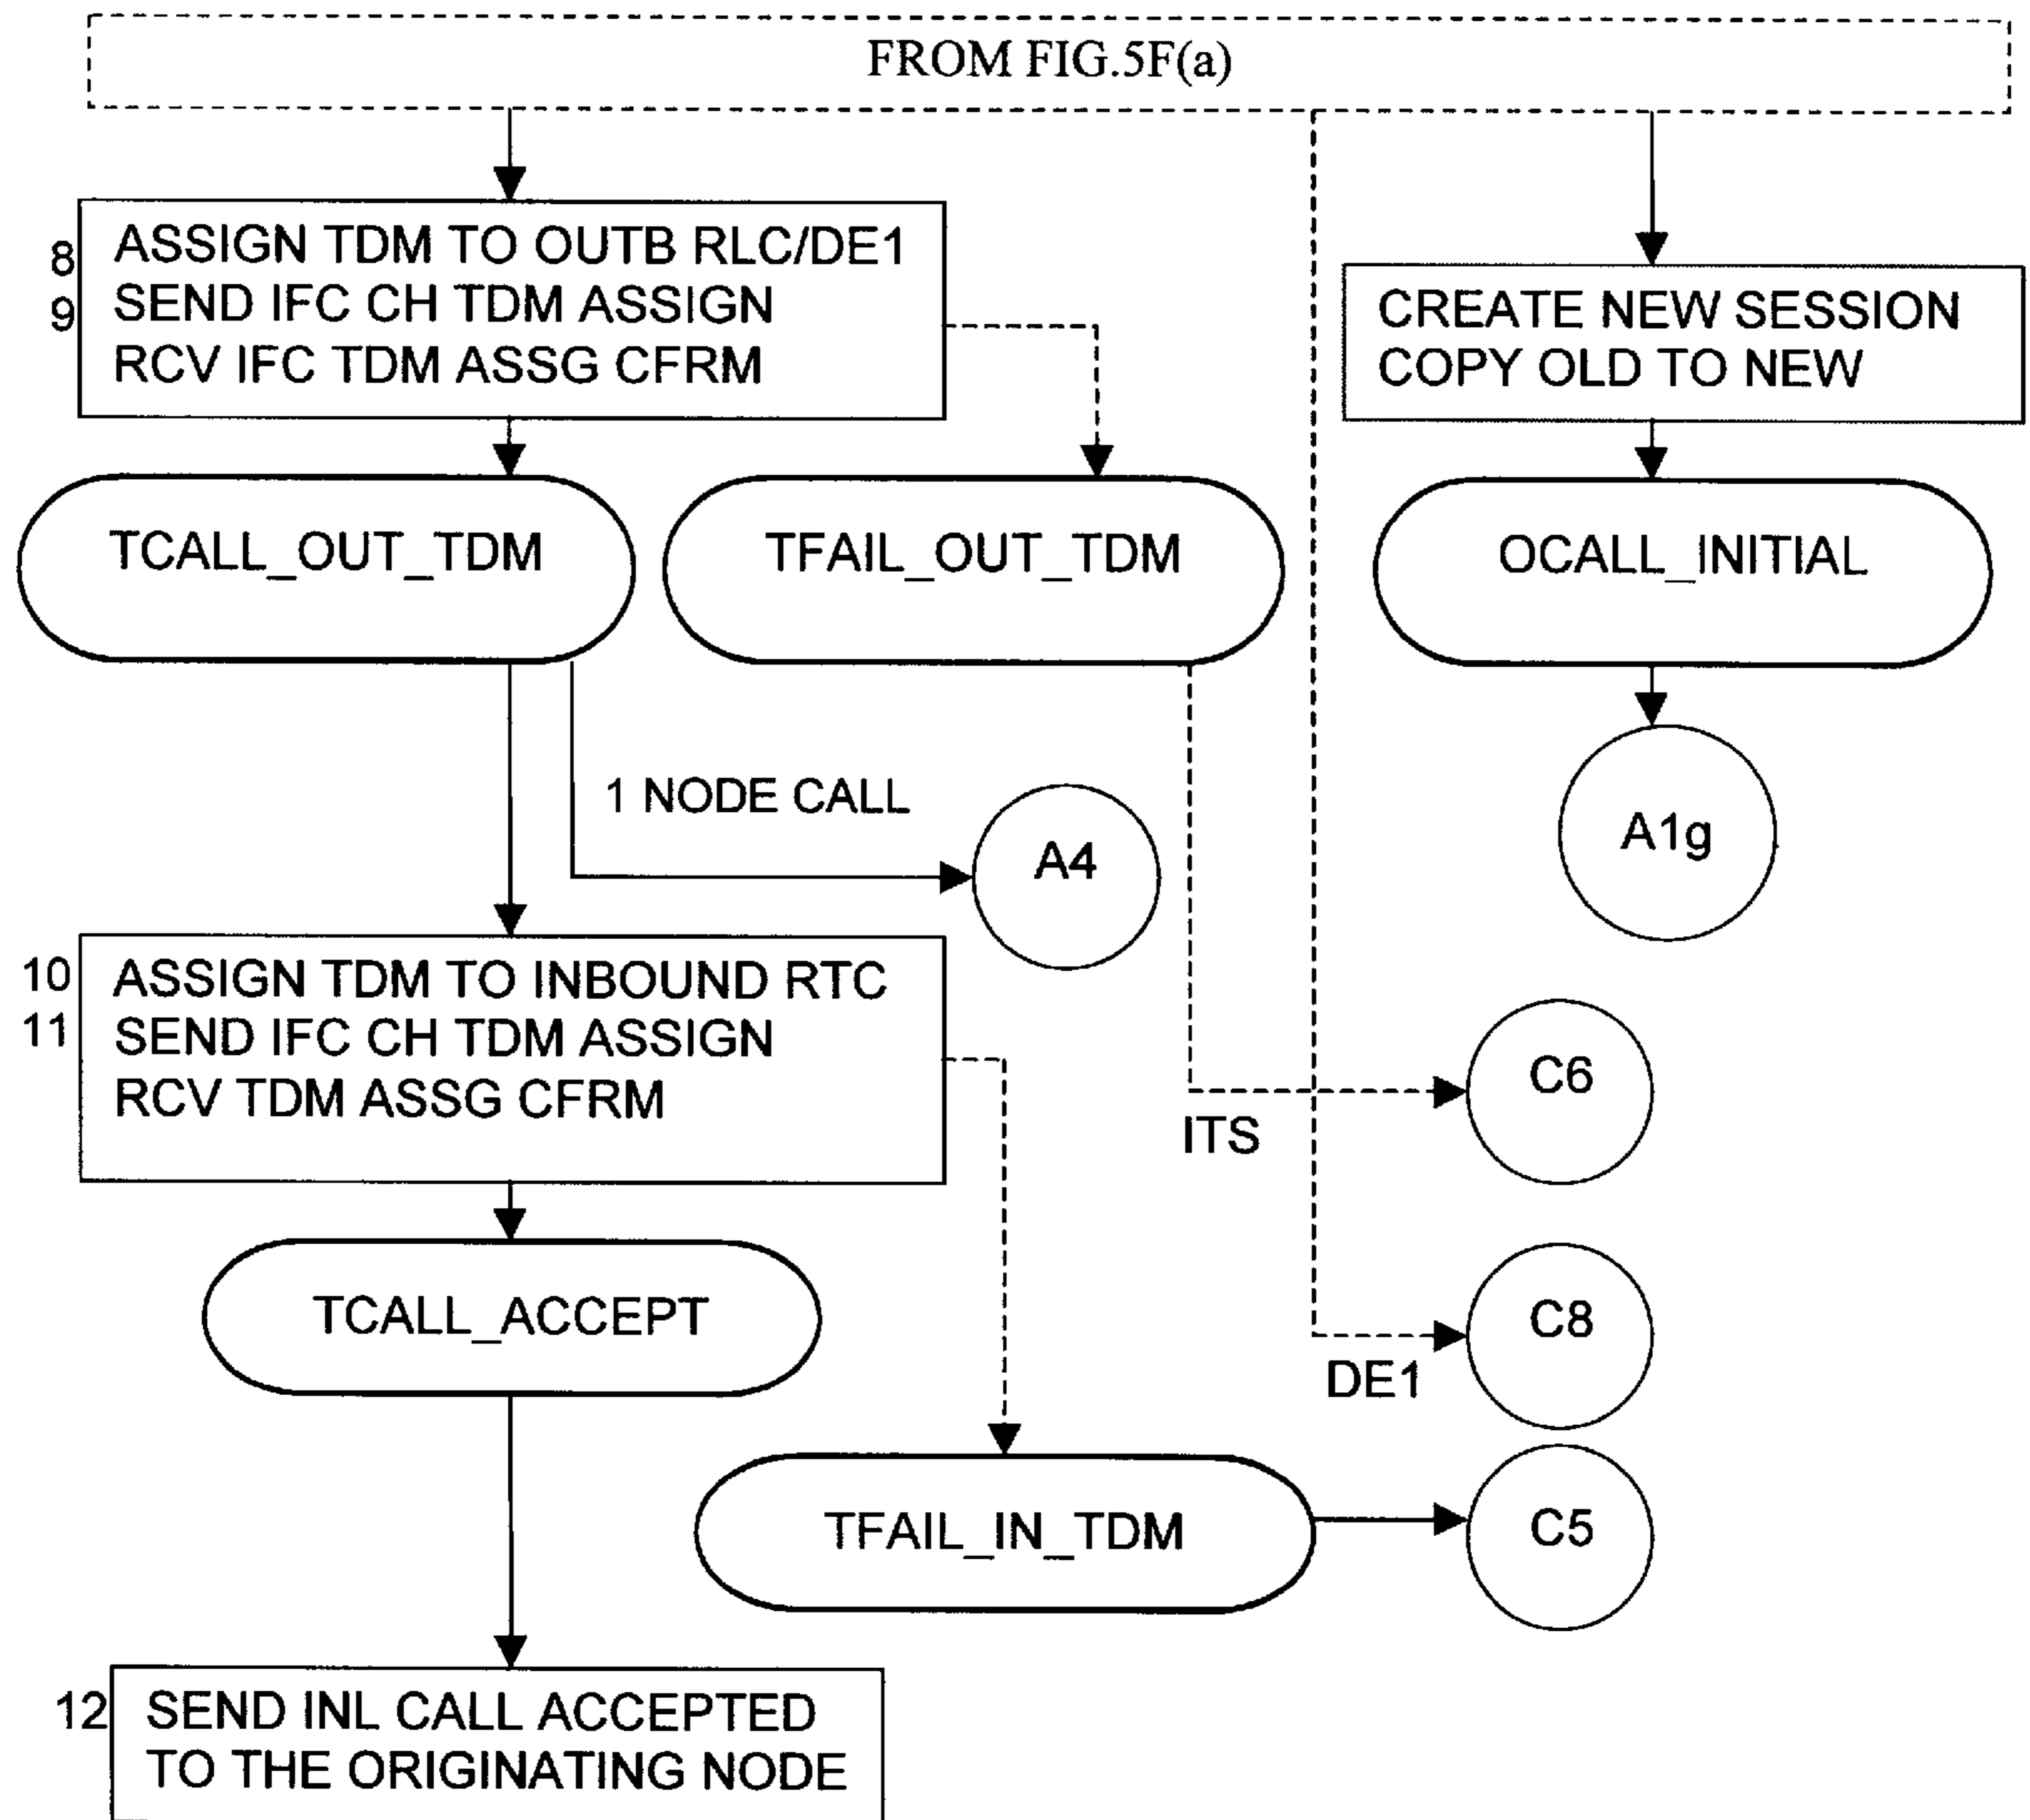 FROM FIG.5F(a)
8 ASSIGN TDM TO OUTB RLC/DE1
9 SEND IFC CH TDM ASSIGN
RCV IFC TDM ASSG CFRM
CREATE NEW SESSION
COPY OLD TO NEW
TCALL_OUT_TDM
TFAIL_OUT_TDM
OCALL_INITIAL
1 NODE CALL
A4
A1g
10 ASSIGN TDM TO INBOUND RTC
11 SEND IFC CH TDM ASSIGN
RCV TDM ASSG CFRM
ITS
C6
TCALL_ACCEPT
DE1
C8
TFAIL_IN_TDM
C5
12 SEND INL CALL ACCEPTED
TO THE ORIGINATING NODE